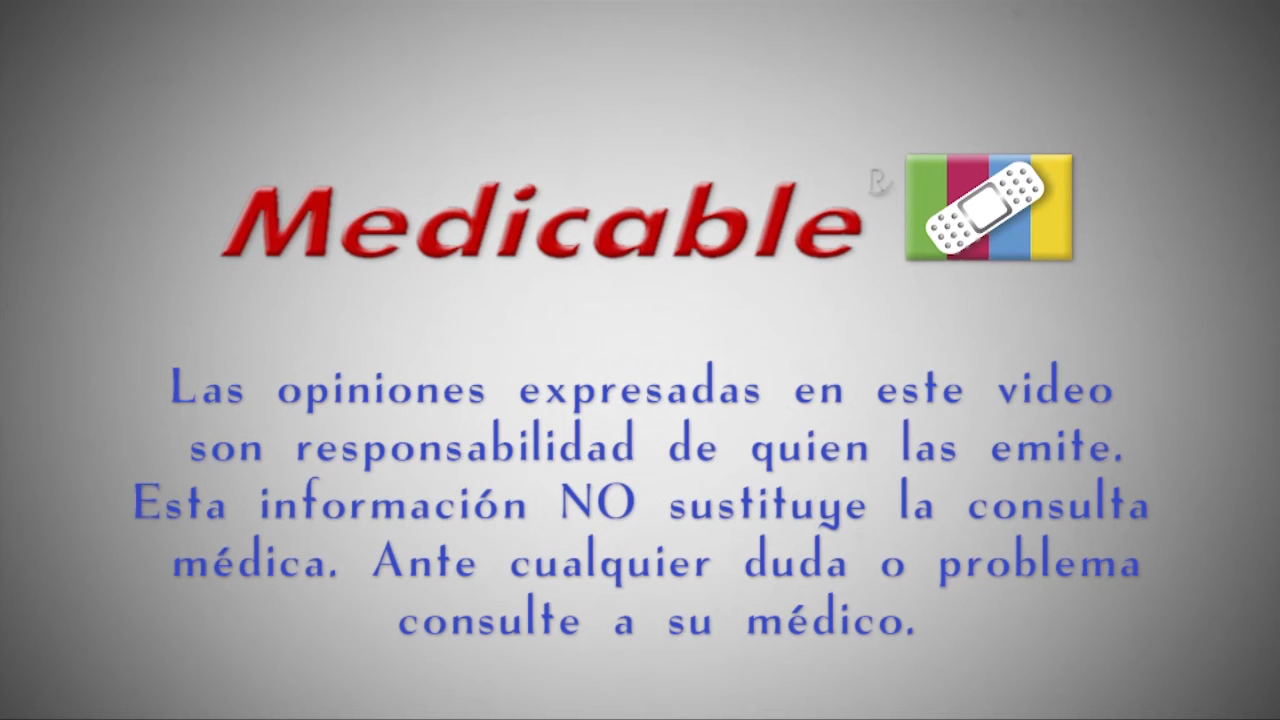 Medicable ℞
Las opiniones expresadas en este video
son responsabilidad de quien las emite.
Esta información NO sustituye la consulta
médica. Ante cualquier duda o problema
consulte a su médico.